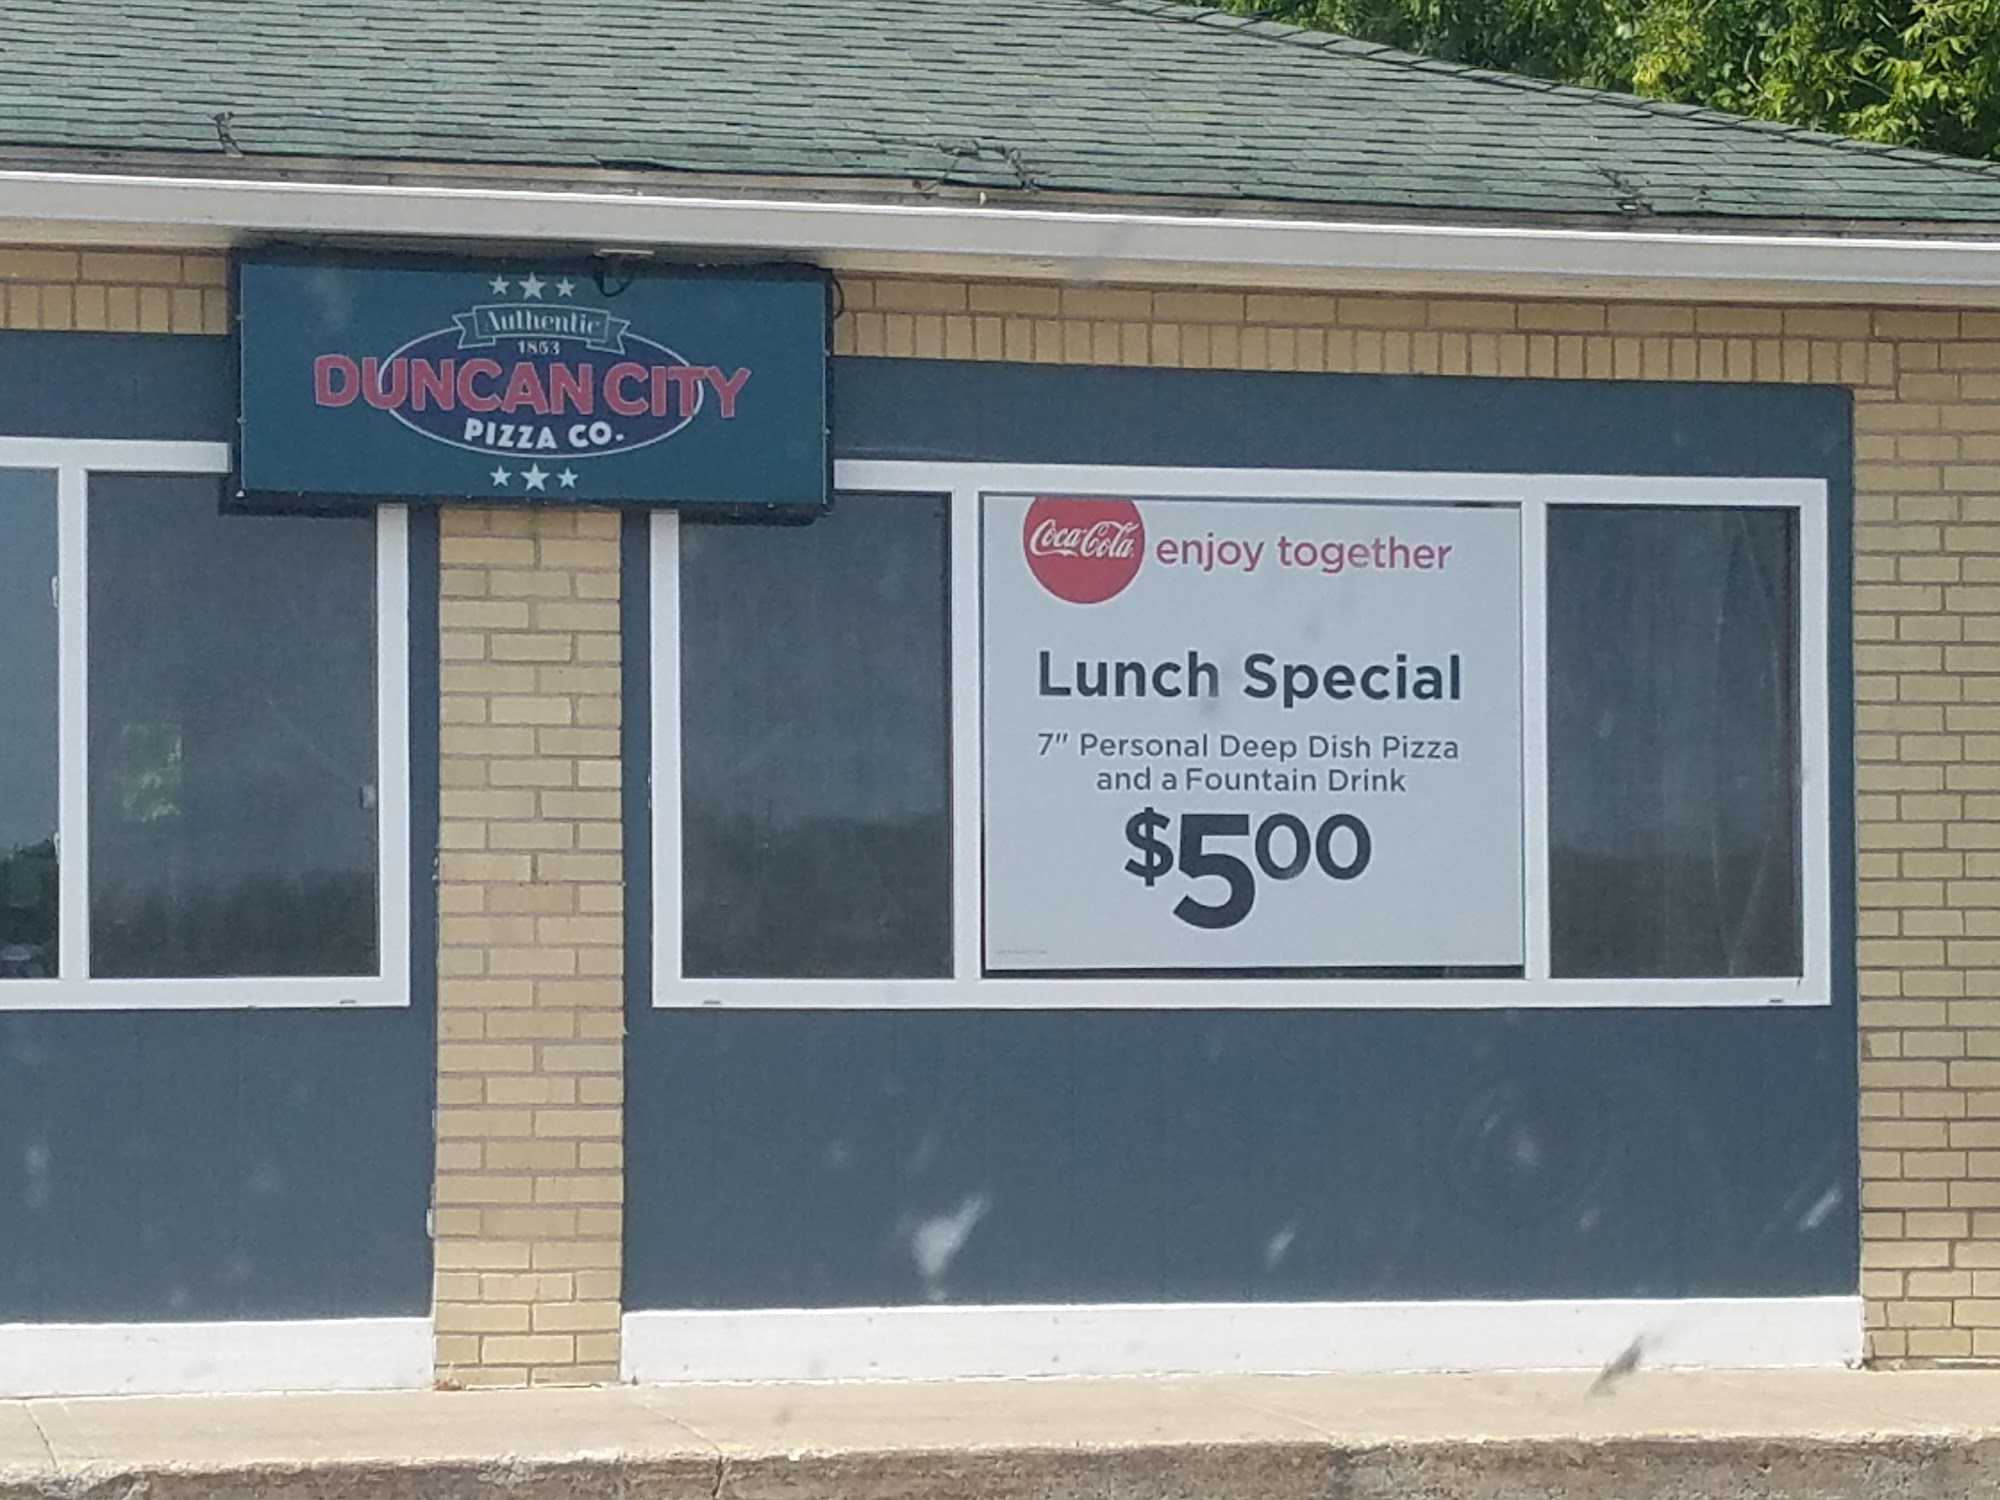 Authentic
1853
DUNCAN CITY
PIZZA CO.
Coca-Cola enjoy together
Lunch Special
7" Personal Deep Dish Pizza
and a Fountain Drink
$500